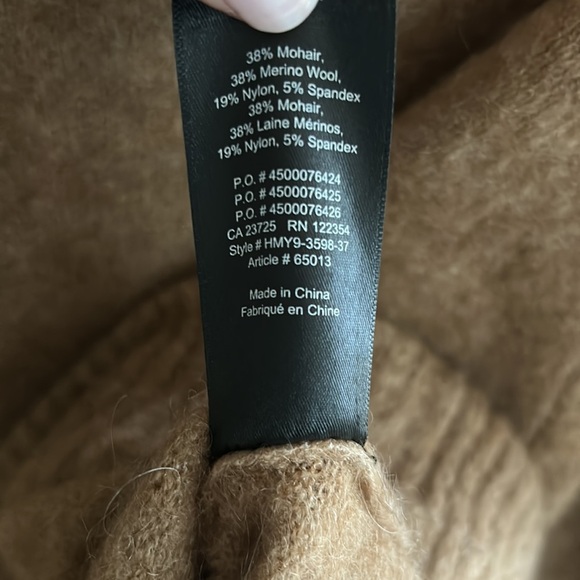 38% Mohair,
38% Merino Wool,
19% Nylon, 5% Spandex
38% Mohair,
38% Laine Mérinos,
19% Nylon, 5% Spandex
P.O. # 4500076424
P.O. # 4500076425
P.O. # 4500076426
CA 23725 RN 122354
Style # HMY9-3598-37
Article # 65013
Made in China
Fabriqué en Chine